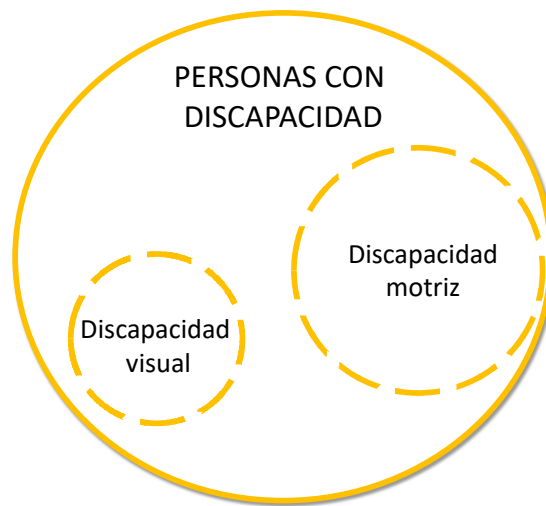 PERSONAS CON
DISCAPACIDAD
Discapacidad
motriz
Discapacidad
visual